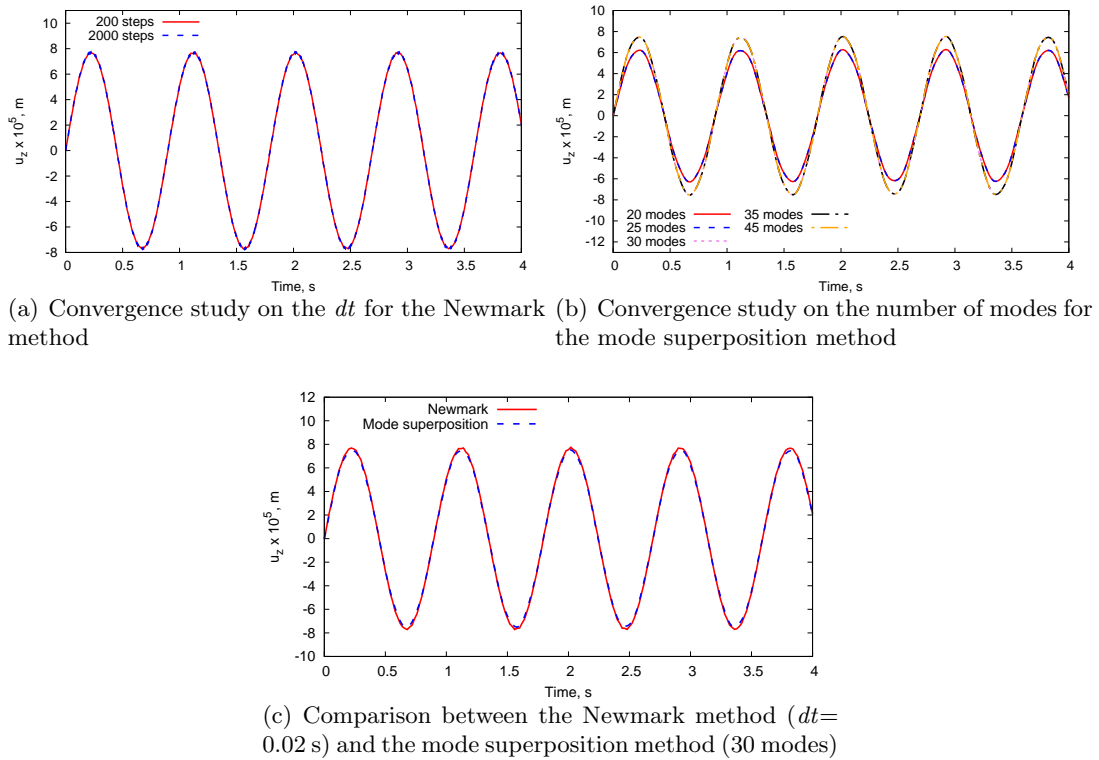 200 steps
2000 steps
10
8
6
4
2
0
-2
-4
-6
-8
u_z x 10^5, m
0 0.5 1 1.5 2 2.5 3 3.5 4
Time, s
(a) Convergence study on the dt for the Newmark method
10
8
6
4
2
0
-2
-4
-6
-8
-10
-12
u_z x 10^5, m
20 modes
25 modes
30 modes
35 modes
45 modes
0 0.5 1 1.5 2 2.5 3 3.5 4
Time, s
(b) Convergence study on the number of modes for
the mode superposition method
12
10
8
6
4
2
0
-2
-4
-6
-8
-10
u_z x 10^5, m
Newmark
Mode superposition
0 0.5 1 1.5 2 2.5 3 3.5 4
Time, s
(c) Comparison between the Newmark method (dt=
0.02 s) and the mode superposition method (30 modes)